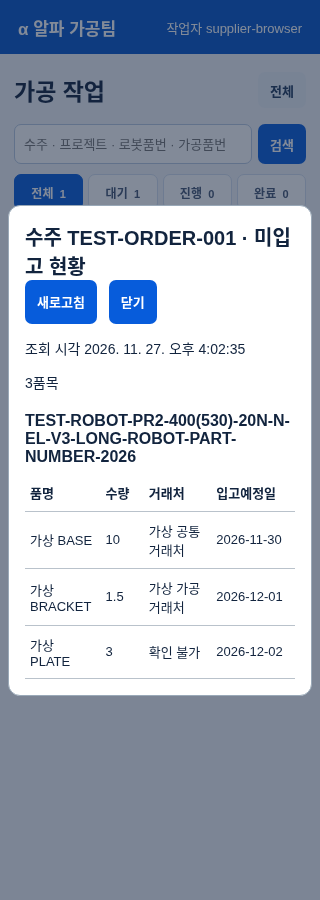 α 알파 가공팀
작업자 supplier-browser
가공 작업
전체
수주 · 프로젝트 · 로봇품번 · 가공품번
검색
전체 1
대기 1
진행 0
완료 0
수주 TEST-ORDER-001 · 미입
고 현황
새로고침
닫기
조회 시각 2026. 11. 27. 오후 4:02:35
3품목
TEST-ROBOT-PR2-400(530)-20N-N-
EL-V3-LONG-ROBOT-PART-
NUMBER-2026
품명 수량 거래처 입고예정일
가상 BASE 10 가상 공통
거래처 2026-11-30
가상
BRACKET 1.5 가상 가공
거래처 2026-12-01
가상
PLATE 3 확인 불가 2026-12-02